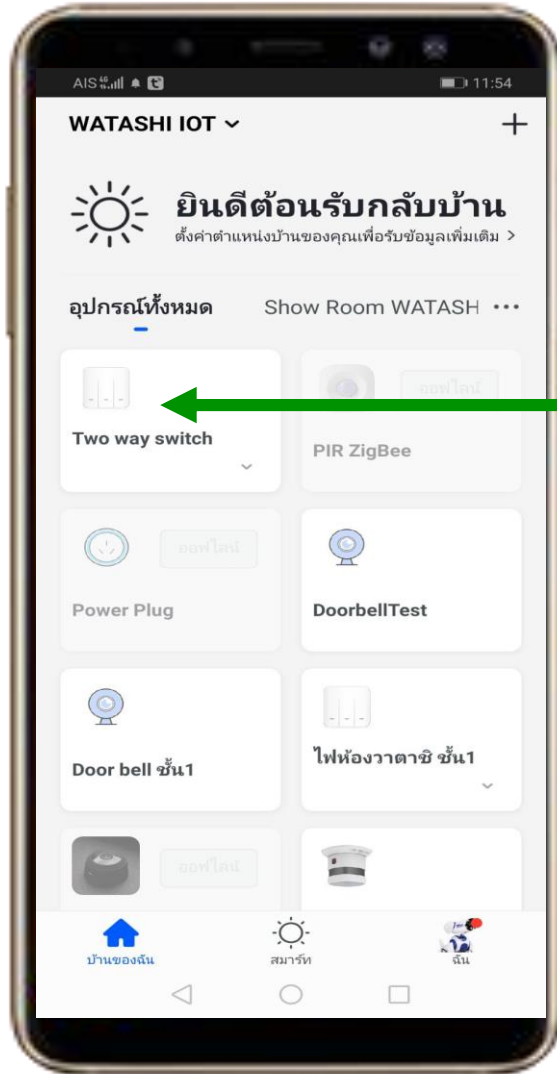 AIS 4G 11:54
WATASHI IOT
ยินดีต้อนรับกลับบ้าน
ตั้งค่าตำแหน่งบ้านของคุณเพื่อรับข้อมูลเพิ่มเติม >
อุปกรณ์ทั้งหมด Show Room WATASH ...
ออฟไลน์
Two way switch PIR ZigBee
ออฟไลน์
Power Plug DoorbellTest
Door bell ชั้น1 ไฟห้องวาตาชิ ชั้น1
ออฟไลน์
บ้านของฉัน สมาร์ท ฉัน